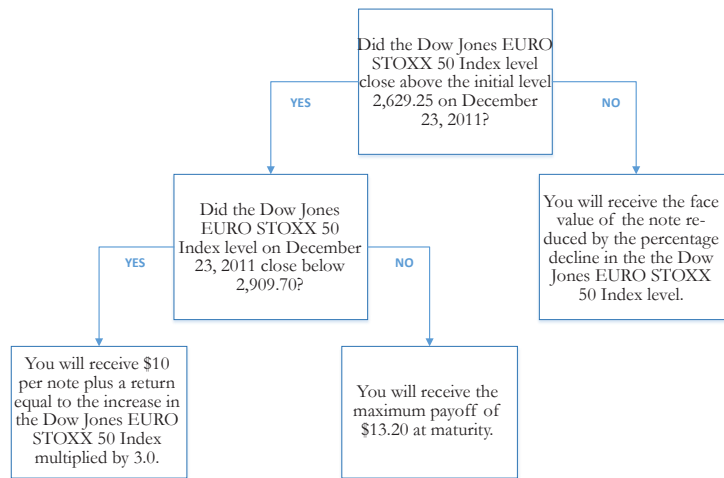 Did the Dow Jones EURO
STOXX 50 Index level
close above the initial level
2,629.25 on December
23, 2011?
YES
NO
Did the Dow Jones
EURO STOXX 50
Index level on December
23, 2011 close below
2,909.70?
You will receive the face
value of the note re-
duced by the percentage
decline in the the Dow
Jones EURO STOXX
50 Index level.
YES
NO
You will receive $10
per note plus a return
equal to the increase in
the Dow Jones EURO
STOXX 50 Index
multiplied by 3.0.
You will receive the
maximum payoff of
$13.20 at maturity.